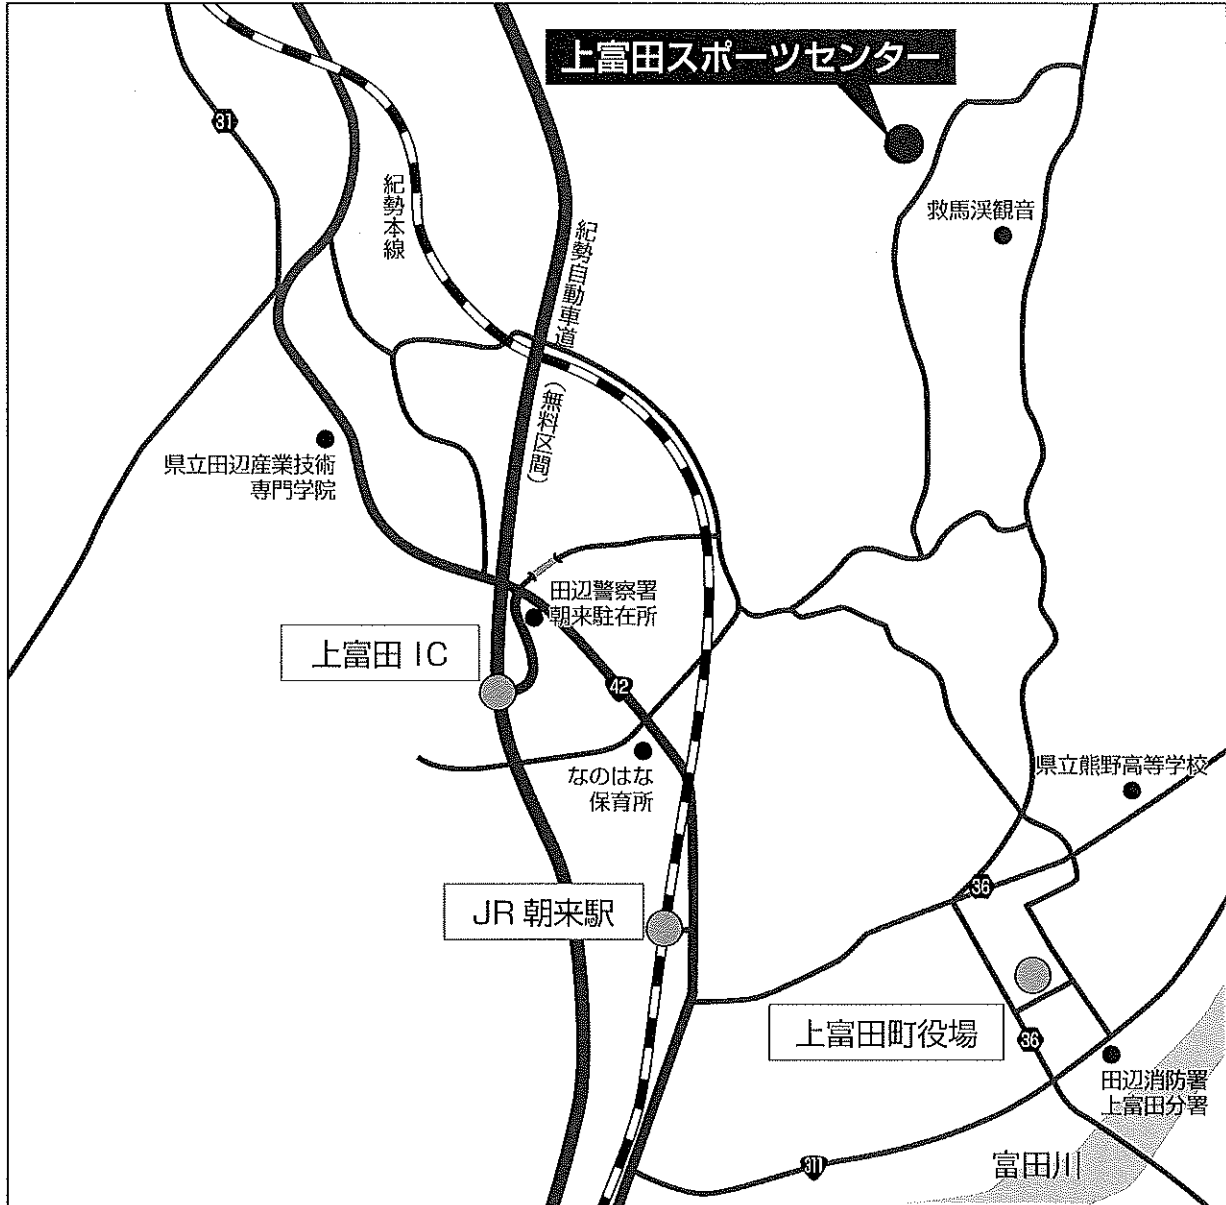 上富田スポーツセンター
31
紀勢本線
救馬渓観音
紀勢自動車道
(無料区間)
県立田辺産業技術
専門学院
田辺警察署
朝来駐在所
上富田 IC
42
なのはな
保育所
県立熊野高等学校
36
JR 朝来駅
上富田町役場
36
田辺消防署
上富田分署
311
富田川